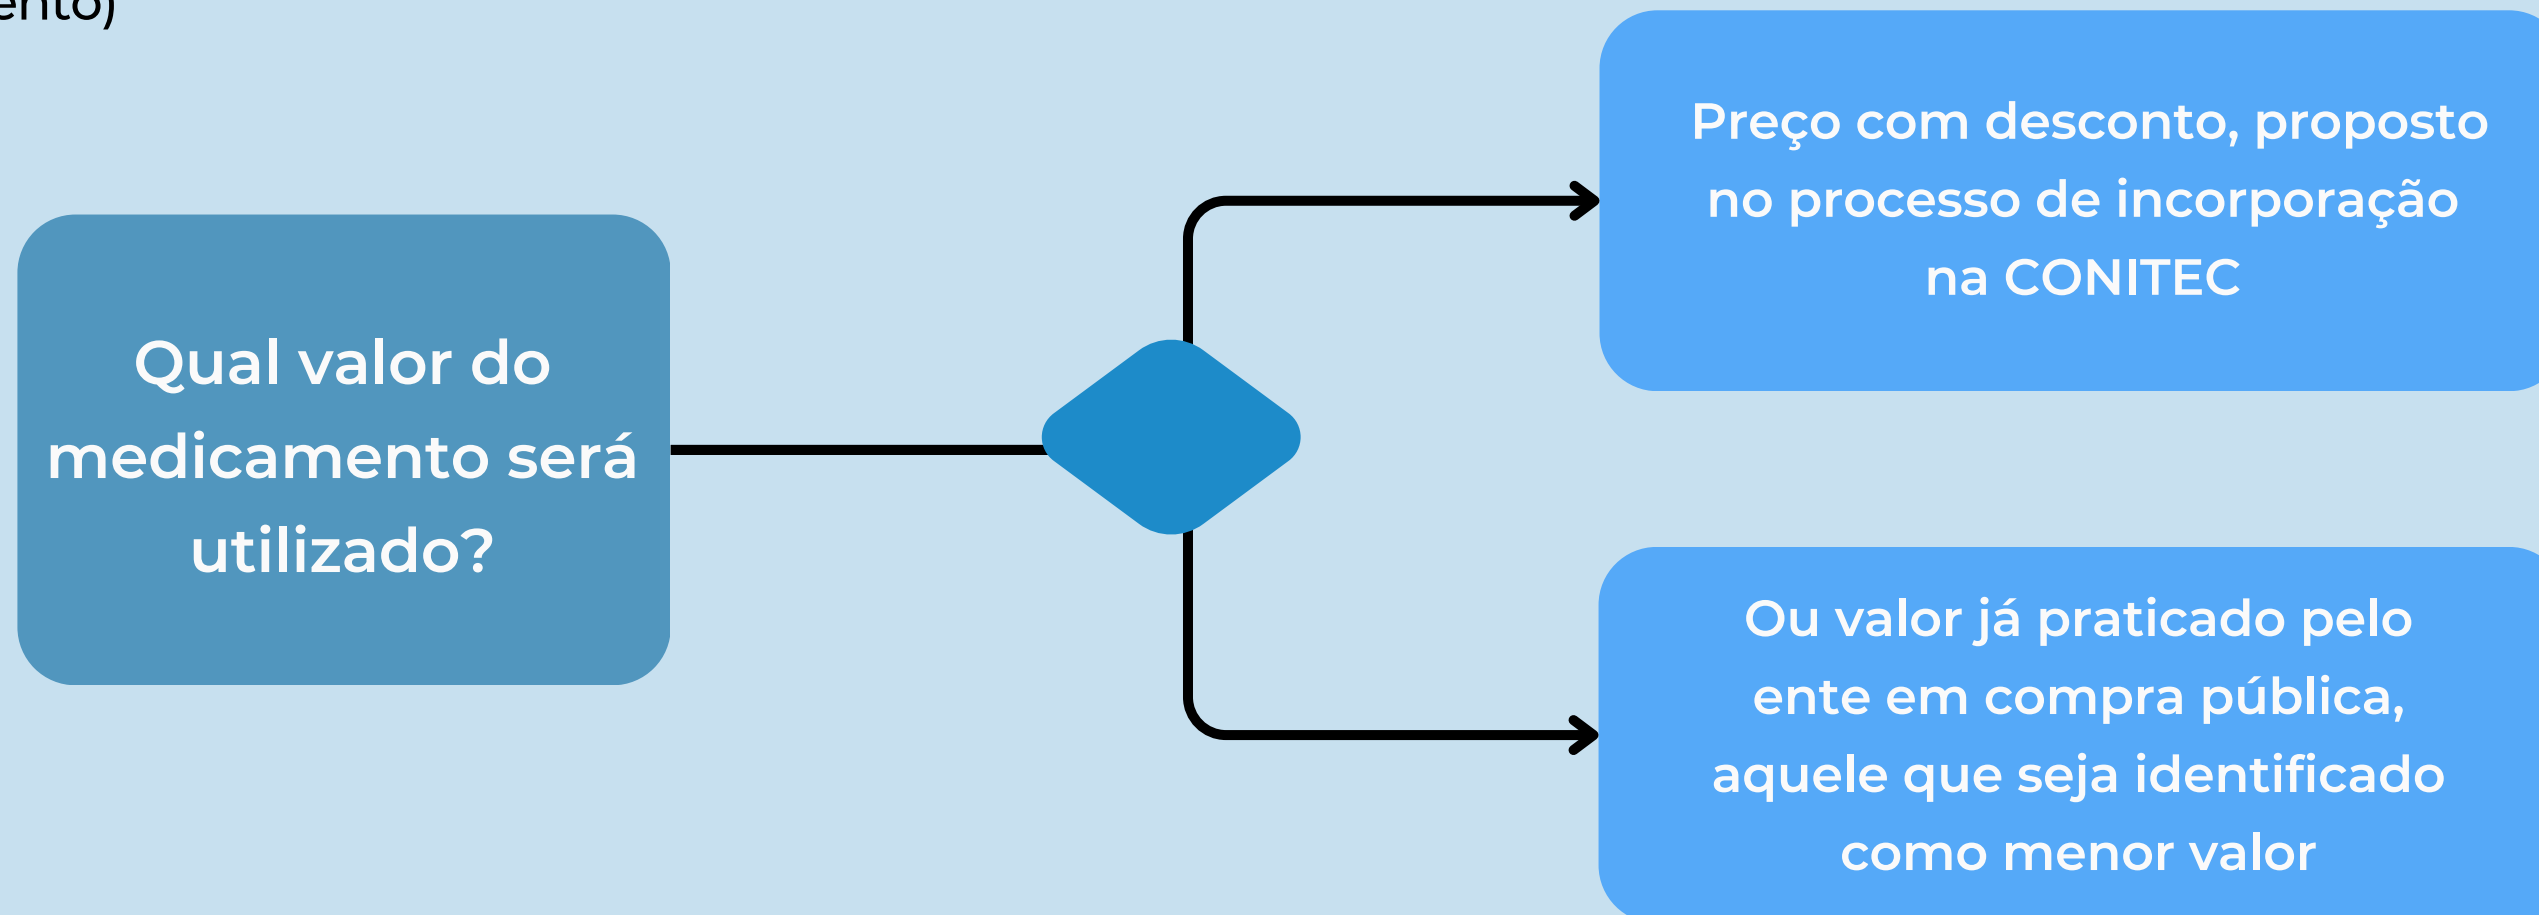 Preço com desconto, proposto
no processo de incorporação
na CONITEC
Qual valor do
medicamento será
utilizado?
Ou valor já praticado pelo
ente em compra pública,
aquele que seja identificado
como menor valor